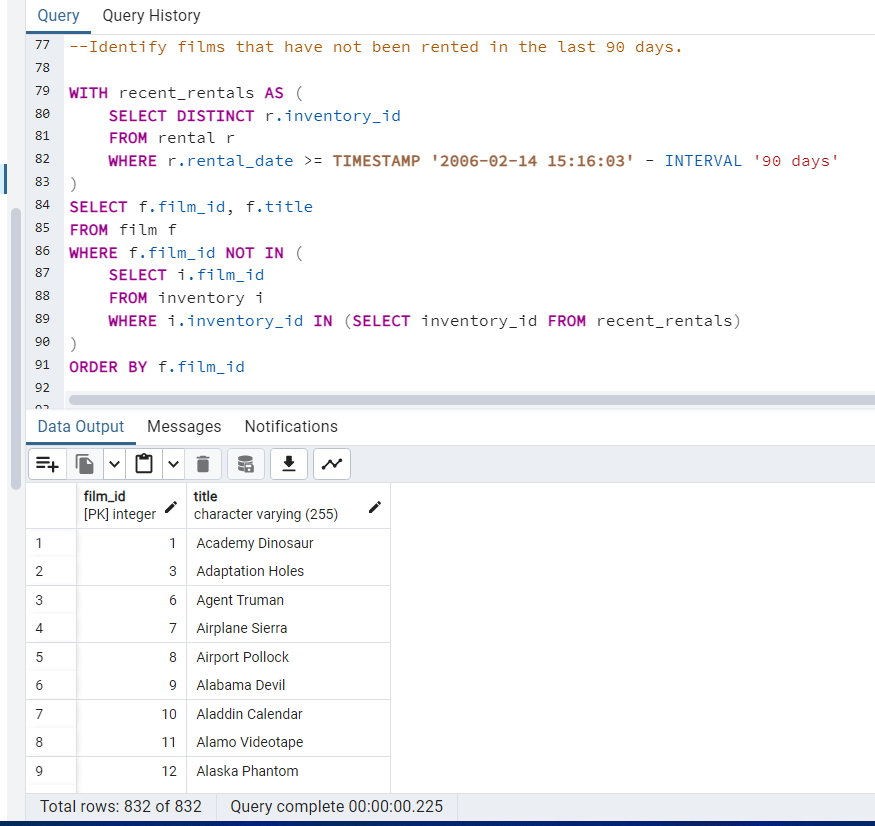 Query Query History
77 --Identify films that have not been rented in the last 90 days.
78
79 WITH recent_rentals AS (
80 SELECT DISTINCT r.inventory_id
81 FROM rental r
82 WHERE r.rental_date >= TIMESTAMP '2006-02-14 15:16:03' - INTERVAL '90 days'
83 )
84 SELECT f.film_id, f.title
85 FROM film f
86 WHERE f.film_id NOT IN (
87 SELECT i.film_id
88 FROM inventory i
89 WHERE i.inventory_id IN (SELECT inventory_id FROM recent_rentals)
90 )
91 ORDER BY f.film_id
92
Data Output Messages Notifications
film_id title
[PK] integer character varying (255)
1 1 Academy Dinosaur
2 3 Adaptation Holes
3 6 Agent Truman
4 7 Airplane Sierra
5 8 Airport Pollock
6 9 Alabama Devil
7 10 Aladdin Calendar
8 11 Alamo Videotape
9 12 Alaska Phantom
Total rows: 832 of 832 Query complete 00:00:00.225